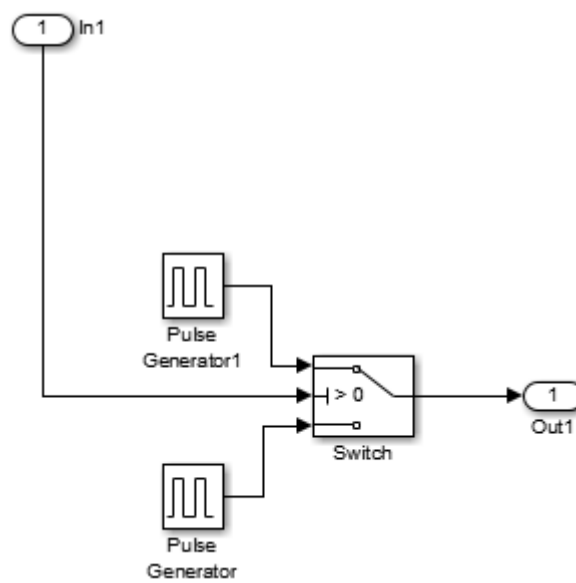 1 In1
Pulse
Generator1
> 0
1
Out1
Switch
Pulse
Generator